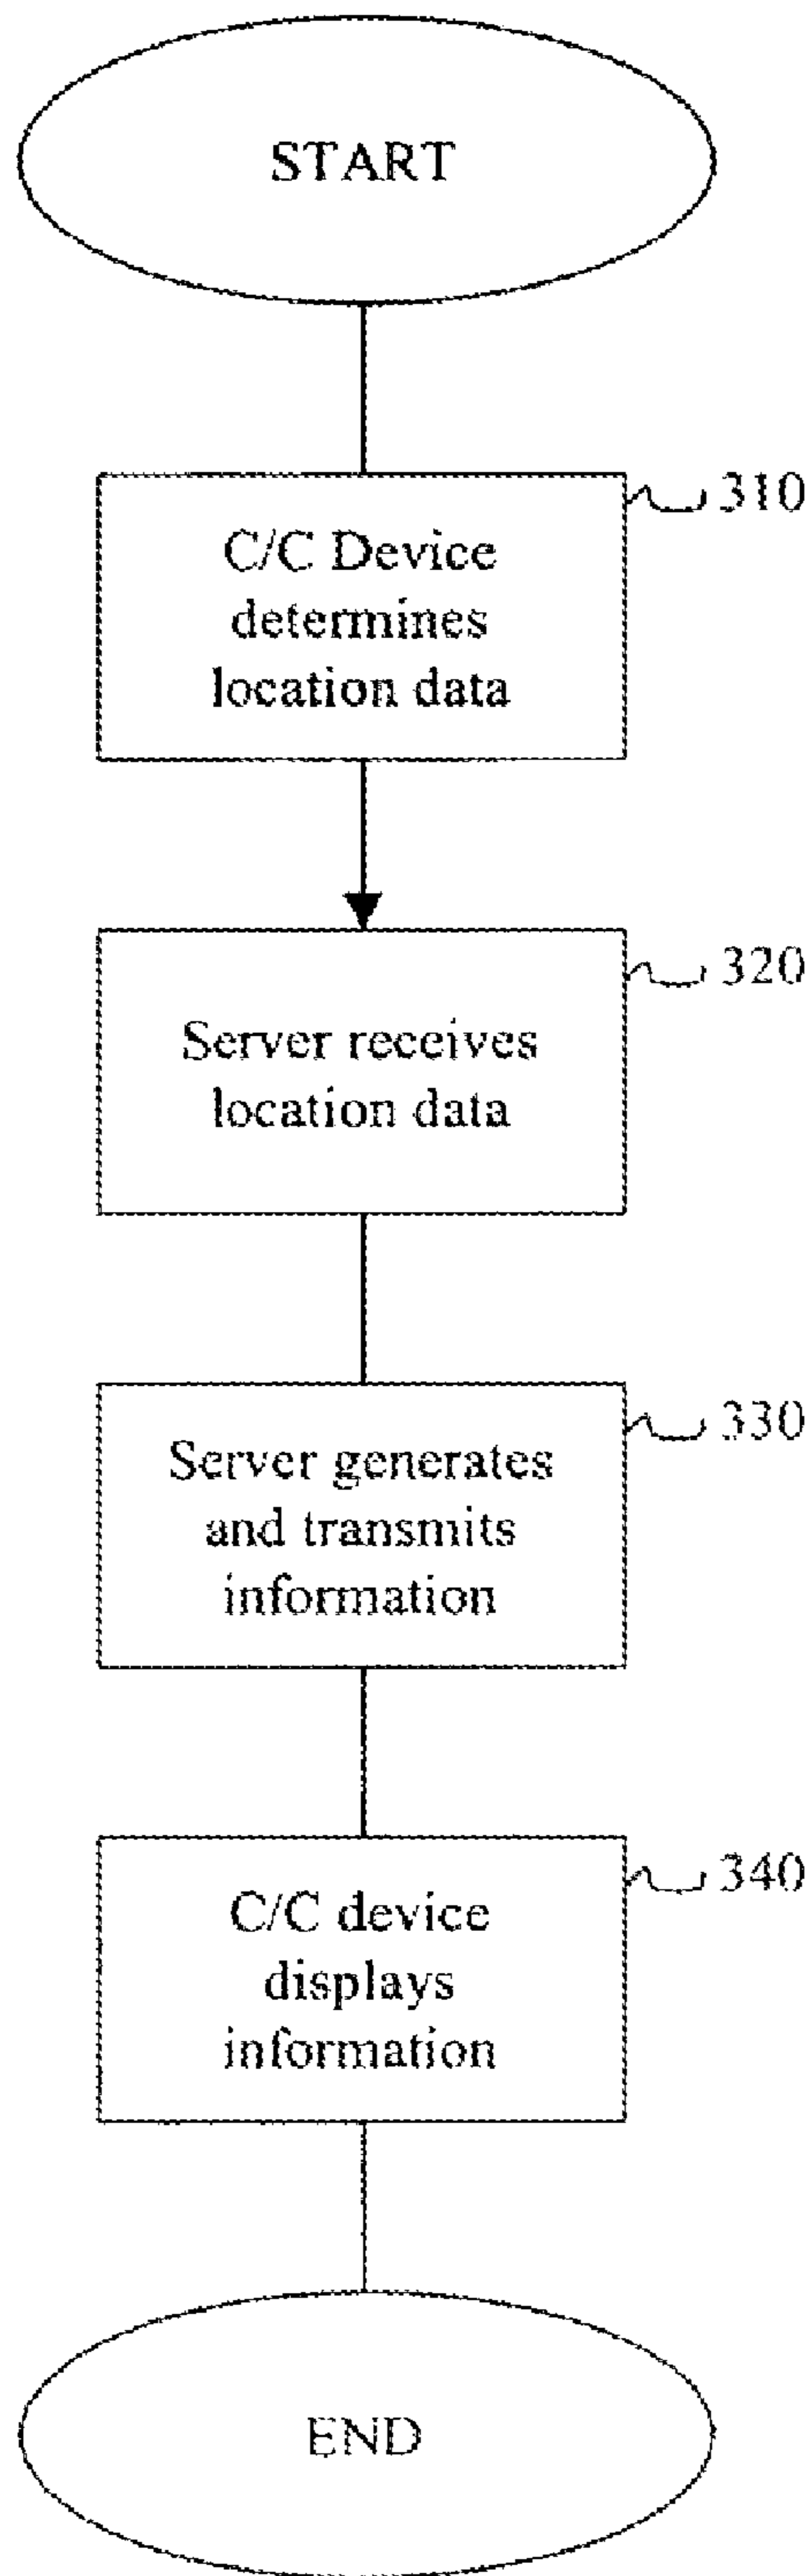 START
310
C/C Device
determines
location data
320
Server receives
location data
330
Server generates
and transmits
information
340
C/C device
displays
information
END